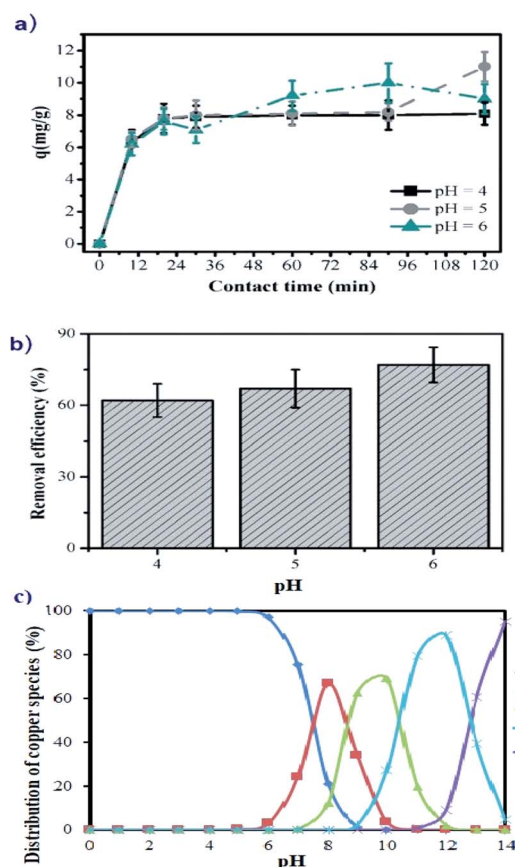 a)
q(mg/g)
12
10
8
6
4
2
0
pH = 4
pH = 5
pH = 6
0 12 24 36 48 60 72 84 96 108 120
Contact time (min)
b)
Removal efficiency (%)
90
60
30
0
4 5 6
pH
c)
Distribution of copper species (%)
100
80
60
40
20
0
0 2 4 6 8 10 12 14
pH